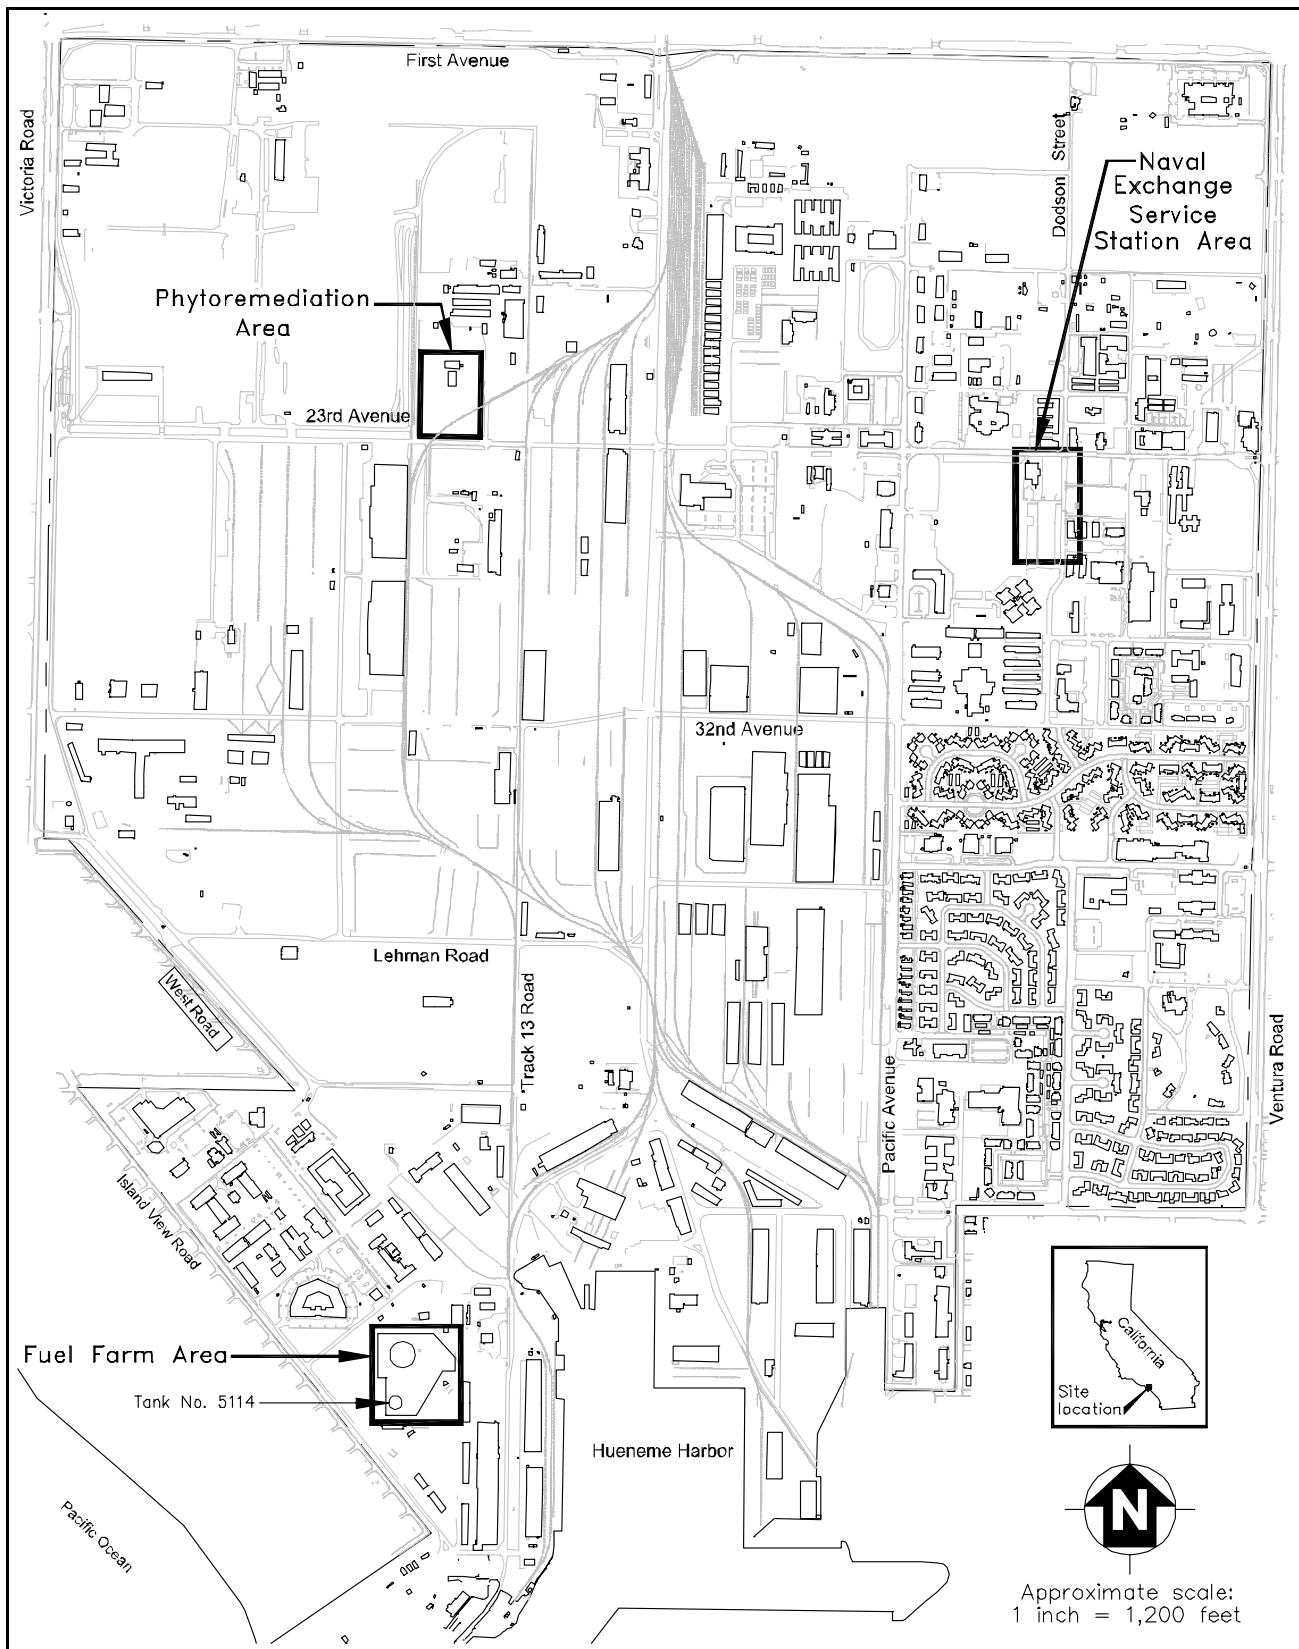 First Avenue
Victoria Road
Dodson Street
Naval
Exchange
Service
Station Area
Phytoremediation
Area
23rd Avenue
32nd Avenue
Lehman Road
West Road
Track 13 Road
Pacific Avenue
Ventura Road
Island View Road
Fuel Farm Area
Tank No. 5114
Hueneme Harbor
Pacific Ocean
California
Site
location
N
Approximate scale:
1 inch = 1,200 feet